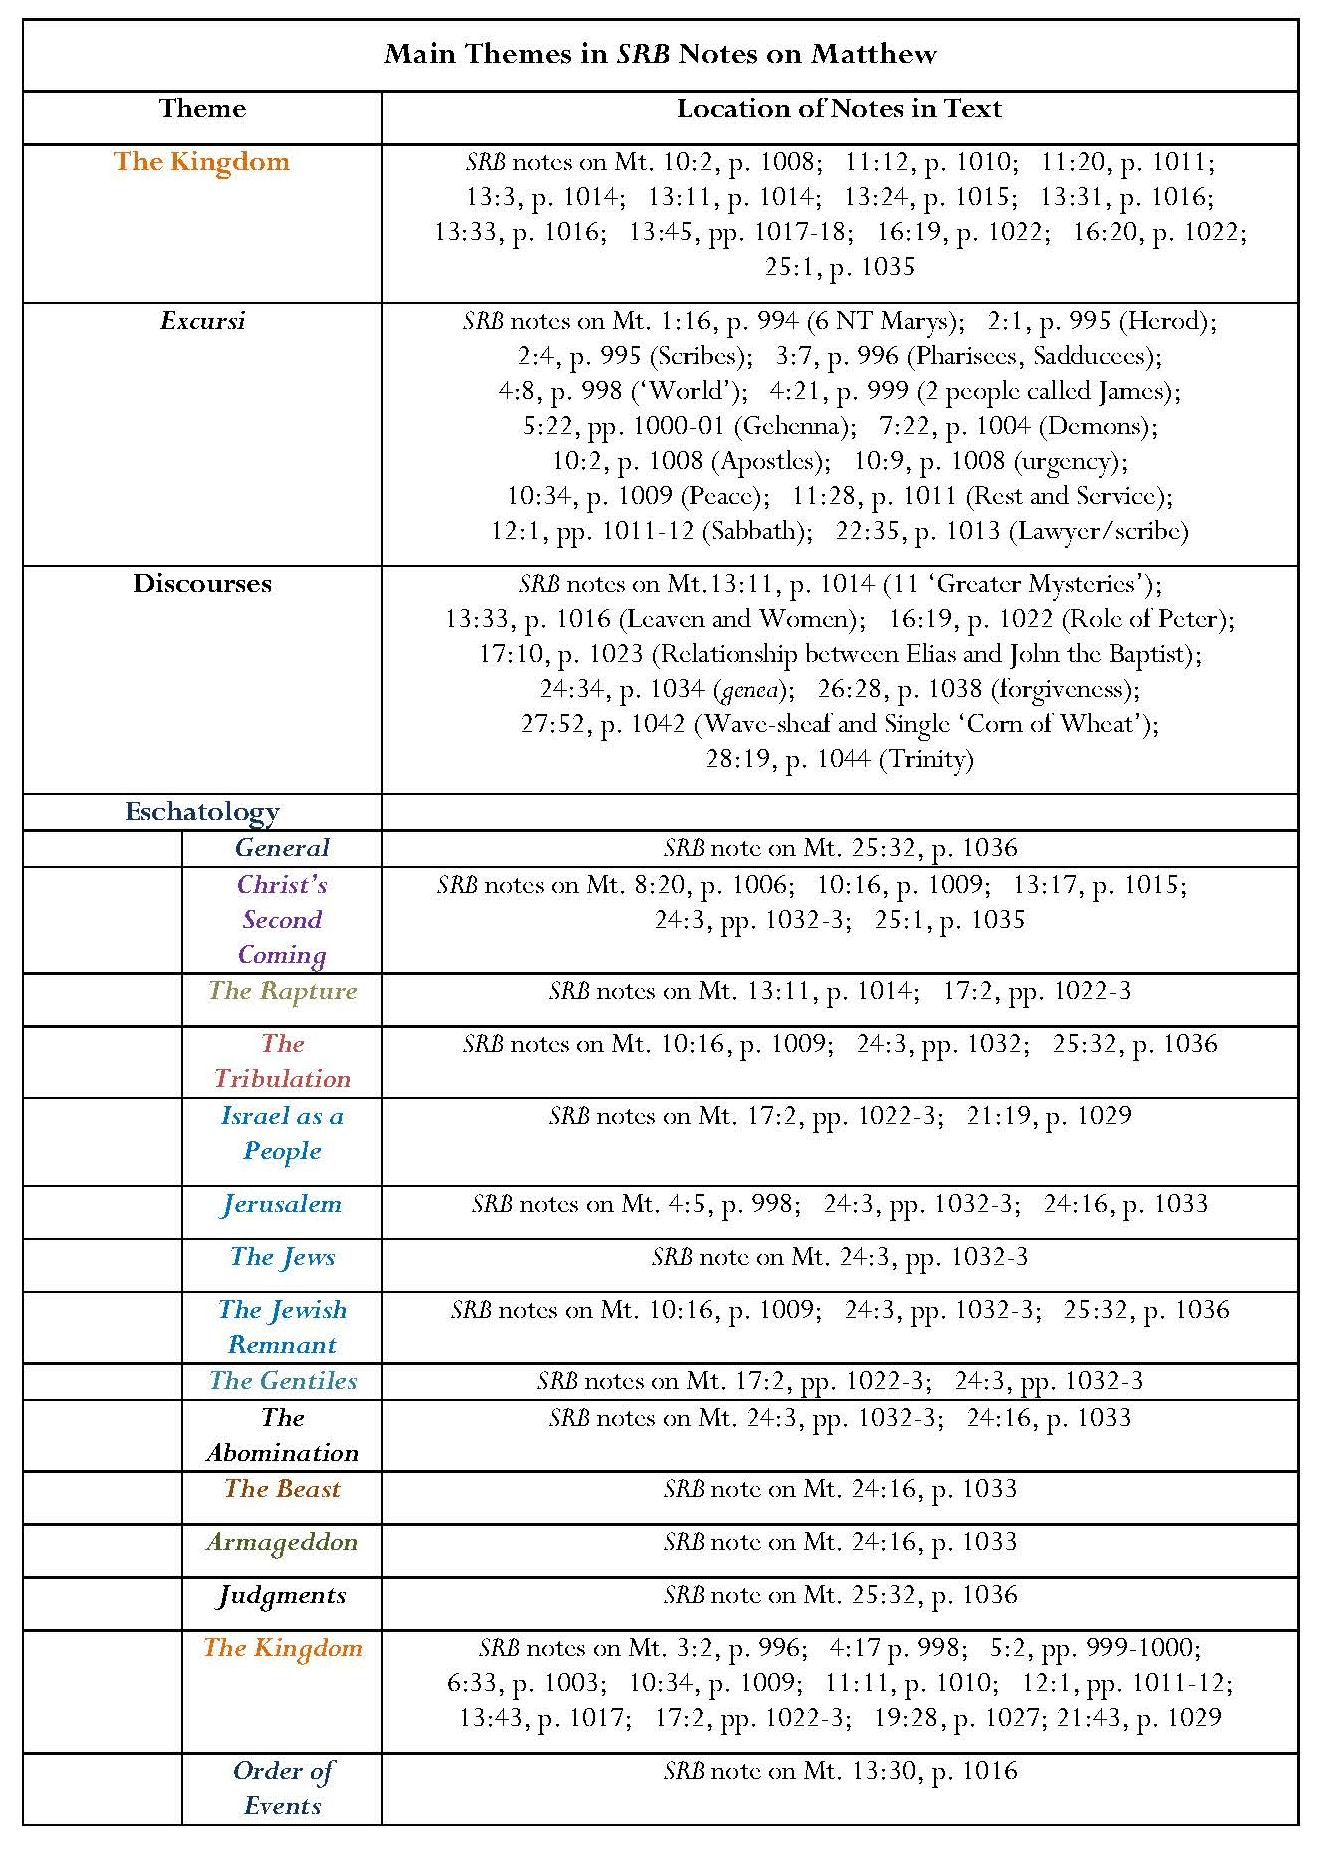 Main Themes in SRB Notes on Matthew
Theme
Location of Notes in Text
The Kingdom
SRB notes on Mt. 10:2, p. 1008; 11:12, p. 1010; 11:20, p. 1011;
13:3, p. 1014; 13:11, p. 1014; 13:24, p. 1015; 13:31, p. 1016;
13:33, p. 1016; 13:45, pp. 1017-18; 16:19, p. 1022; 16:20, p. 1022;
25:1, p. 1035
Excursi
SRB notes on Mt. 1:16, p. 994 (6 NT Marys); 2:1, p. 995 (Herod);
2:4, p. 995 (Scribes); 3:7, p. 996 (Pharisees, Sadducees);
4:8, p. 998 (‘World’); 4:21, p. 999 (2 people called James);
5:22, pp. 1000-01 (Gehenna); 7:22, p. 1004 (Demons);
10:2, p. 1008 (Apostles); 10:9, p. 1008 (urgency);
10:34, p. 1009 (Peace); 11:28, p. 1011 (Rest and Service);
12:1, pp. 1011-12 (Sabbath); 22:35, p. 1013 (Lawyer/scribe)
Discourses
SRB notes on Mt.13:11, p. 1014 (11 ‘Greater Mysteries’);
13:33, p. 1016 (Leaven and Women); 16:19, p. 1022 (Role of Peter);
17:10, p. 1023 (Relationship between Elias and John the Baptist);
24:34, p. 1034 (genea); 26:28, p. 1038 (forgiveness);
27:52, p. 1042 (Wave-sheaf and Single ‘Corn of Wheat’);
28:19, p. 1044 (Trinity)
Eschatology
General
SRB note on Mt. 25:32, p. 1036
Christ’s
Second
Coming
SRB notes on Mt. 8:20, p. 1006; 10:16, p. 1009; 13:17, p. 1015;
24:3, pp. 1032-3; 25:1, p. 1035
The Rapture
SRB notes on Mt. 13:11, p. 1014; 17:2, pp. 1022-3
The
Tribulation
SRB notes on Mt. 10:16, p. 1009; 24:3, pp. 1032; 25:32, p. 1036
Israel as a
People
SRB notes on Mt. 17:2, pp. 1022-3; 21:19, p. 1029
Jerusalem
SRB notes on Mt. 4:5, p. 998; 24:3, pp. 1032-3; 24:16, p. 1033
The Jews
SRB note on Mt. 24:3, pp. 1032-3
The Jewish
Remnant
SRB notes on Mt. 10:16, p. 1009; 24:3, pp. 1032-3; 25:32, p. 1036
The Gentiles
SRB notes on Mt. 17:2, pp. 1022-3; 24:3, pp. 1032-3
The
Abomination
SRB notes on Mt. 24:3, pp. 1032-3; 24:16, p. 1033
The Beast
SRB note on Mt. 24:16, p. 1033
Armageddon
SRB note on Mt. 24:16, p. 1033
Judgments
SRB note on Mt. 25:32, p. 1036
The Kingdom
SRB notes on Mt. 3:2, p. 996; 4:17 p. 998; 5:2, pp. 999-1000;
6:33, p. 1003; 10:34, p. 1009; 11:11, p. 1010; 12:1, pp. 1011-12;
13:43, p. 1017; 17:2, pp. 1022-3; 19:28, p. 1027; 21:43, p. 1029
Order of
Events
SRB note on Mt. 13:30, p. 1016